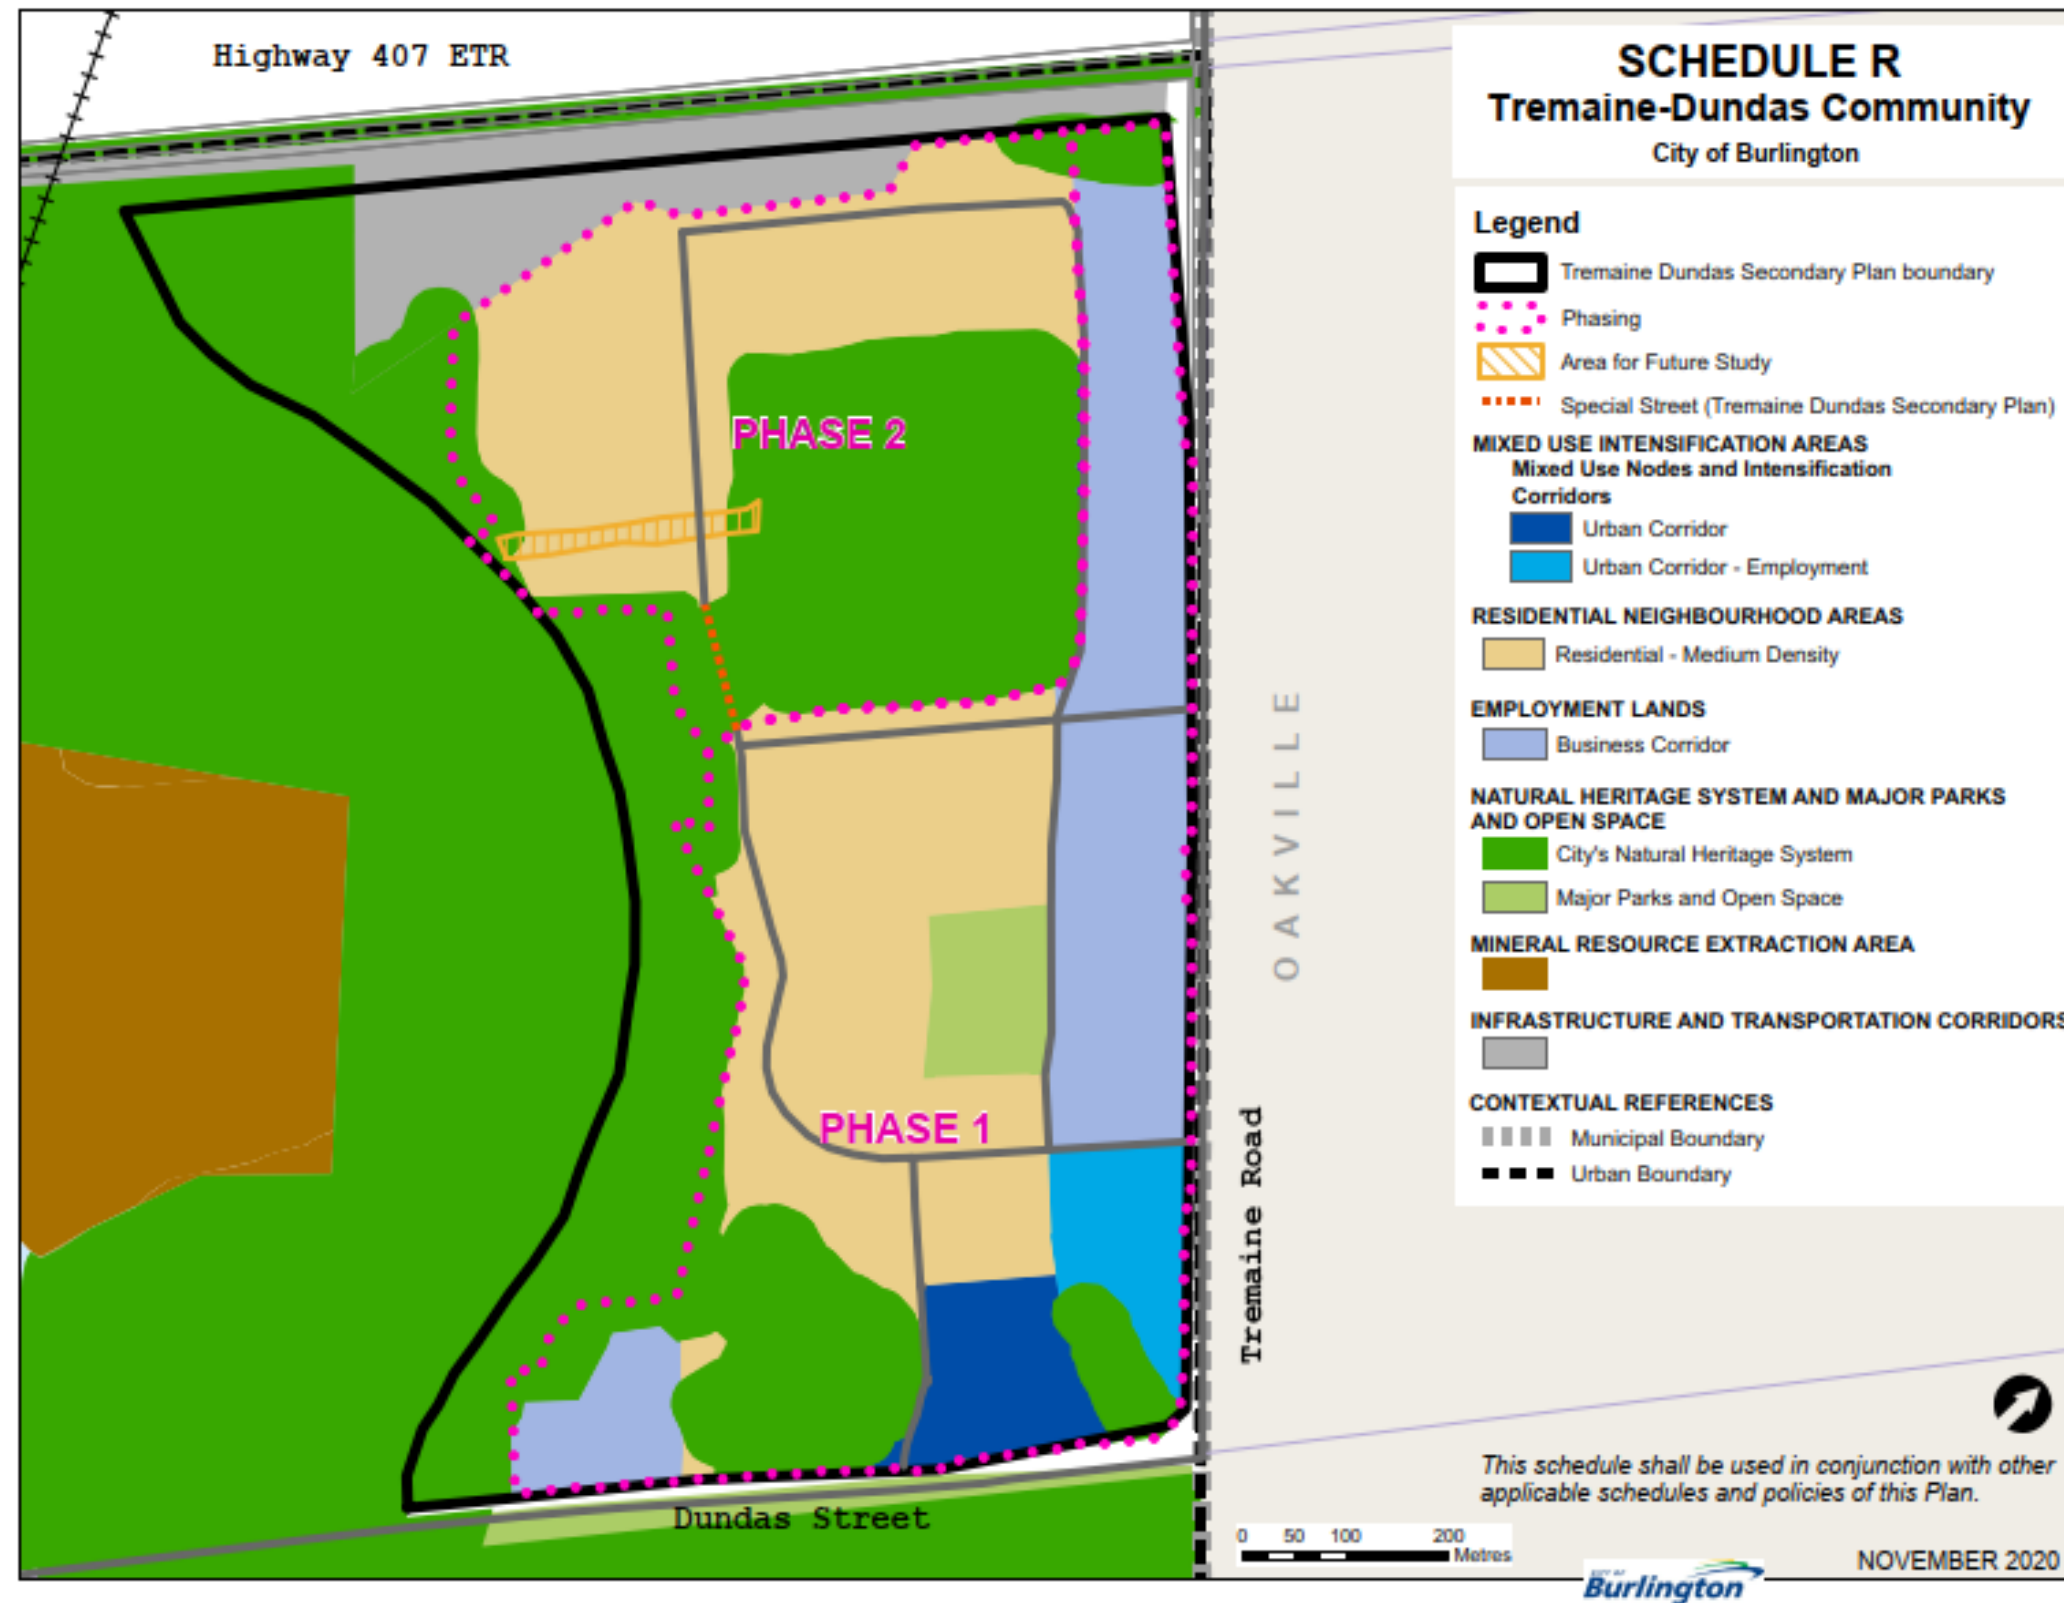 Highway 407 ETR
SCHEDULE R
Tremaine-Dundas Community
City of Burlington
Legend
Tremaine Dundas Secondary Plan boundary
Phasing
Area for Future Study
Special Street (Tremaine Dundas Secondary Plan)
MIXED USE INTENSIFICATION AREAS
Mixed Use Nodes and Intensification
Corridors
Urban Corridor
Urban Corridor - Employment
RESIDENTIAL NEIGHBOURHOOD AREAS
Residential - Medium Density
EMPLOYMENT LANDS
Business Corridor
NATURAL HERITAGE SYSTEM AND MAJOR PARKS
AND OPEN SPACE
City's Natural Heritage System
Major Parks and Open Space
MINERAL RESOURCE EXTRACTION AREA
INFRASTRUCTURE AND TRANSPORTATION CORRIDORS
CONTEXTUAL REFERENCES
Municipal Boundary
Urban Boundary
PHASE 2
PHASE 1
OAKVILLE
Tremaine Road
Dundas Street
This schedule shall be used in conjunction with other
applicable schedules and policies of this Plan.
0 50 100 200
Metres
NOVEMBER 2020
CITY OF
Burlington